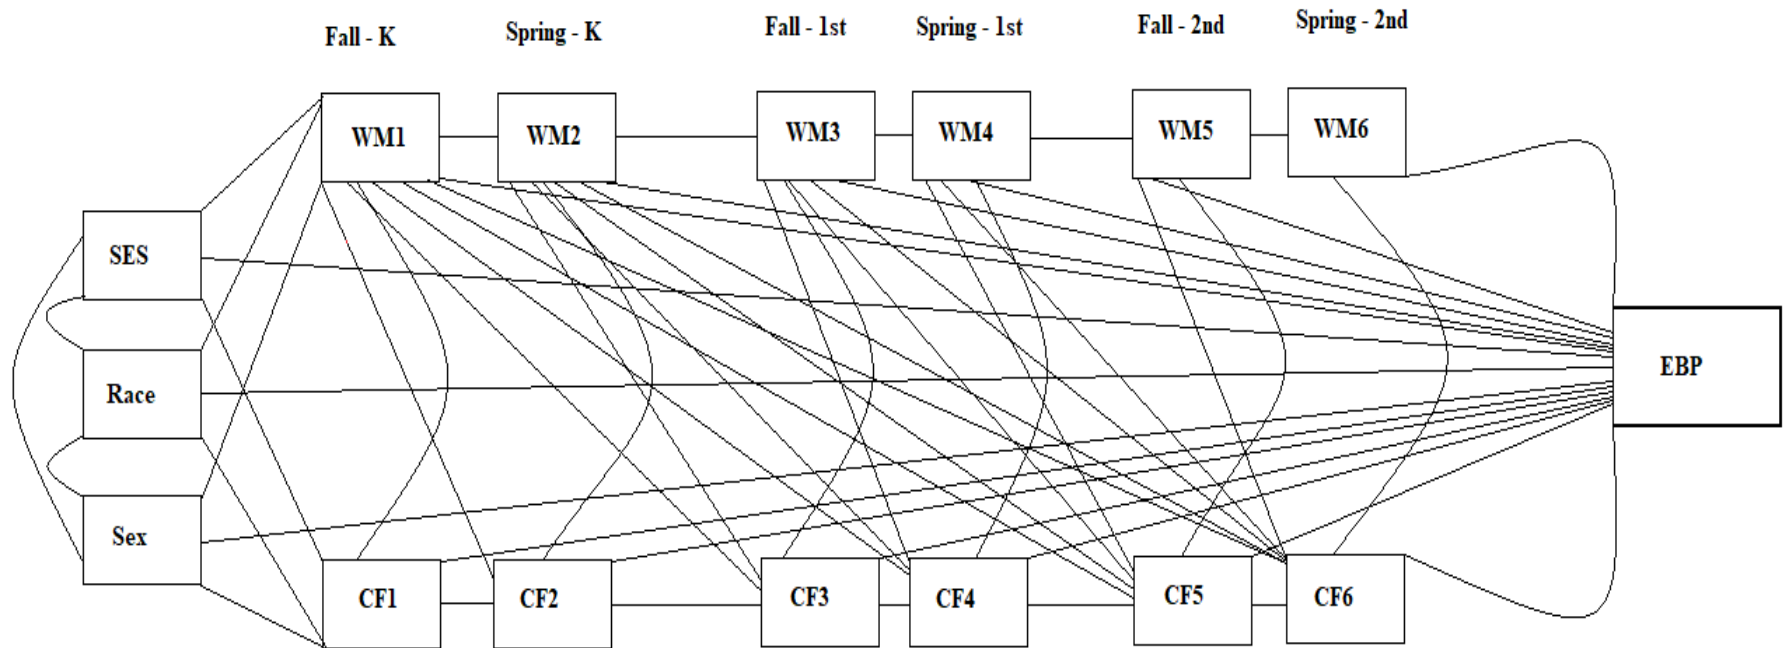 Fall - K
Spring - K
Fall - 1st
Spring - 1st
Fall - 2nd
Spring - 2nd
WM1
WM2
WM3
WM4
WM5
WM6
SES
Race
EBP
Sex
CF1
CF2
CF3
CF4
CF5
CF6